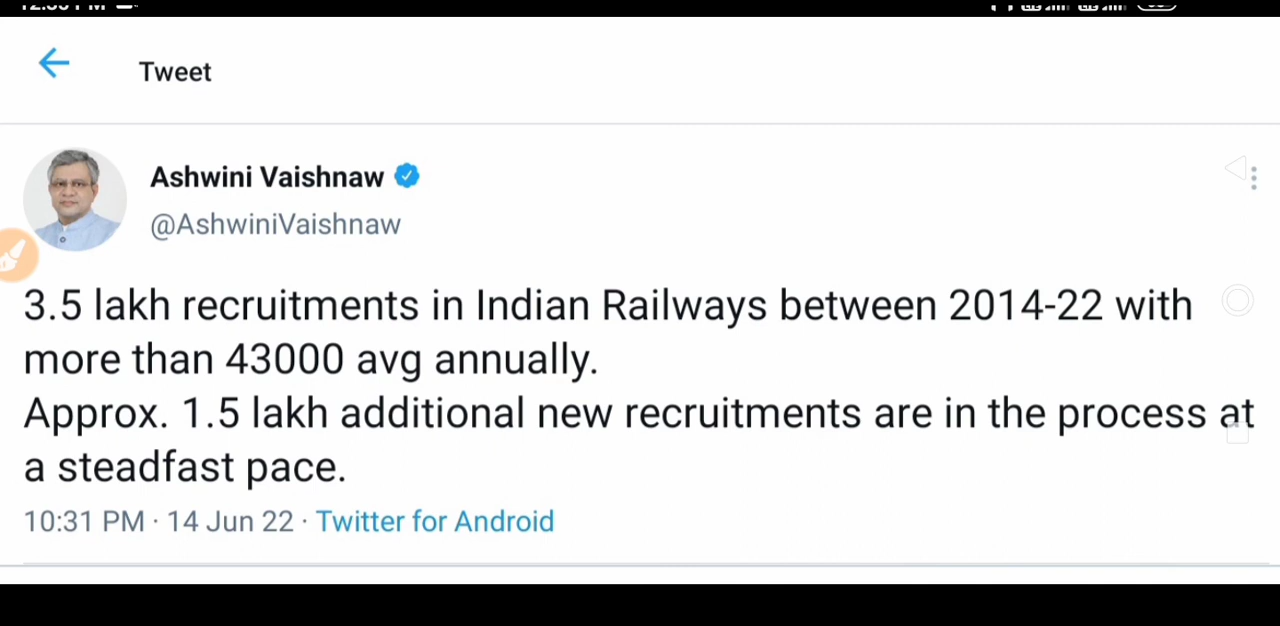 Tweet
Ashwini Vaishnaw
@AshwiniVaishnaw
3.5 lakh recruitments in Indian Railways between 2014-22 with
more than 43000 avg annually.
Approx. 1.5 lakh additional new recruitments are in the process at
a steadfast pace.
10:31 PM · 14 Jun 22 · Twitter for Android